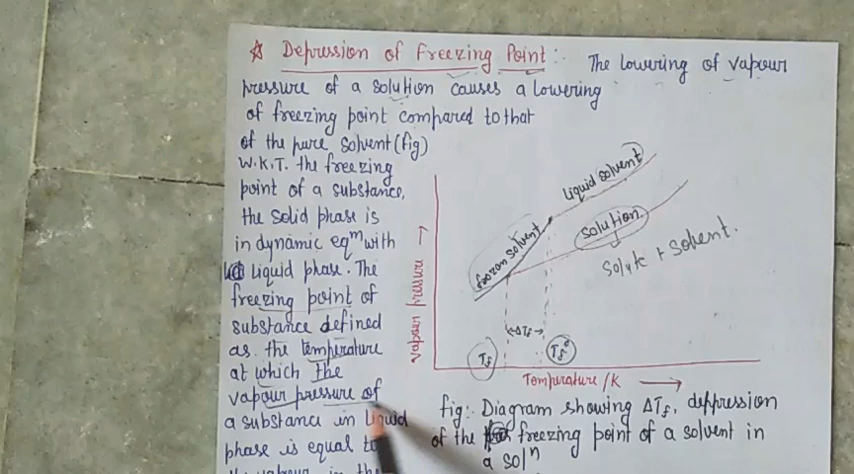 ☆ Depression of Freezing Point:- The lowering of vapour
pressure of a solution causes a lowering
of freezing point compared to that
of the pure solvent (fig)
W.K.T. the freezing
point of a substance,
the solid phase is
in dynamic eqᵐ with
liquid phase. The
freezing point of
substance defined
as the temperature
at which the
vapour pressure of
a substance in liquid
phase is equal to
Liquid solvent
frozen solvent
solution
Solute + Solvent.
Vapour pressure →
ΔTf
Tf
Tf°
Temperature /K →
fig:- Diagram showing ΔTf, depression
of the freezing point of a solvent in
a solⁿ